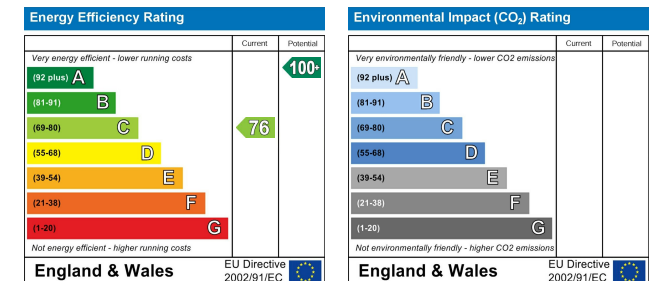 Energy Efficiency Rating
Current Potential
Very energy efficient - lower running costs
(92 plus) A
100+
(81-91) B
(69-80) C
76
(55-68) D
(39-54) E
(21-38) F
(1-20) G
Not energy efficient - higher running costs
England & Wales
EU Directive
2002/91/EC
Environmental Impact (CO₂) Rating
Current Potential
Very environmentally friendly - lower CO2 emissions
(92 plus) A
(81-91) B
(69-80) C
(55-68) D
(39-54) E
(21-38) F
(1-20) G
Not environmentally friendly - higher CO2 emissions
England & Wales
EU Directive
2002/91/EC